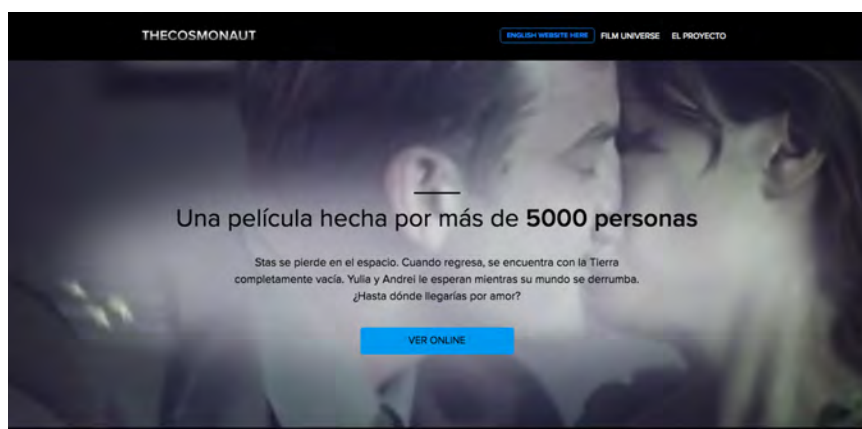 THECOSMONAUT
ENGLISH WEBSITE HERE FILM UNIVERSE EL PROYECTO
Una película hecha por más de 5000 personas
Stas se pierde en el espacio. Cuando regresa, se encuentra con la Tierra
completamente vacía. Yulia y Andrei le esperan mientras su mundo se derrumba.
¿Hasta dónde llegarías por amor?
VER ONLINE